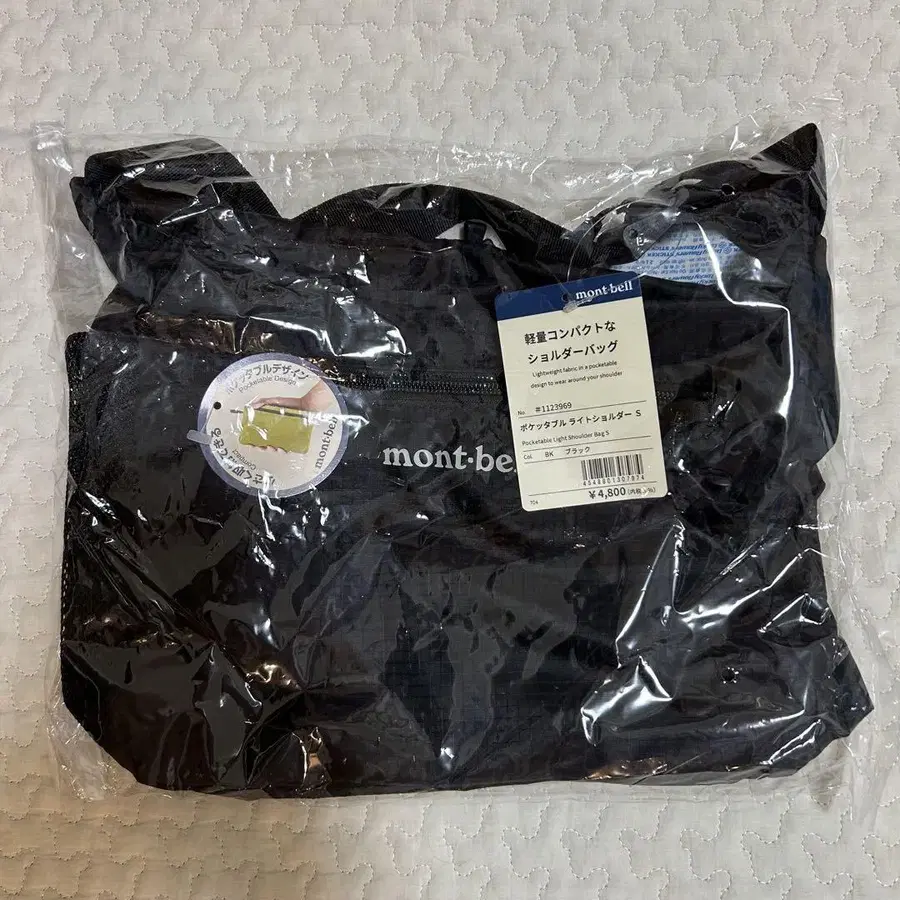 mont-bell
軽量コンパクトな
ショルダーバッグ
Lightweight fabric in a pocketable
design to wear around your shoulder
No #1123969
ポケッタブル ライトショルダー S
Pocketable Light Shoulder Bag S
Col. BK ブラック
4548801307974
¥4,800
ポケッタブルデザイン
Pocketable Design
mont-bell
Compact
mont-bell